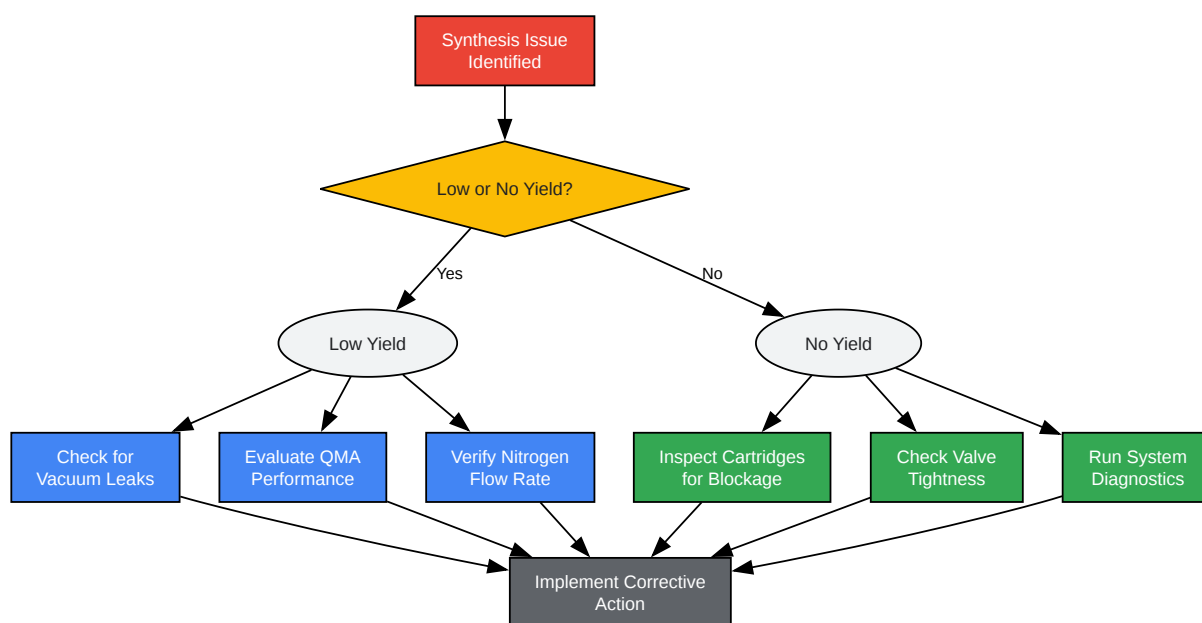 Synthesis Issue
Identified
Low or No Yield?
Yes
No
Low Yield
No Yield
Check for
Vacuum Leaks
Evaluate QMA
Performance
Verify Nitrogen
Flow Rate
Inspect Cartridges
for Blockage
Check Valve
Tightness
Run System
Diagnostics
Implement Corrective
Action